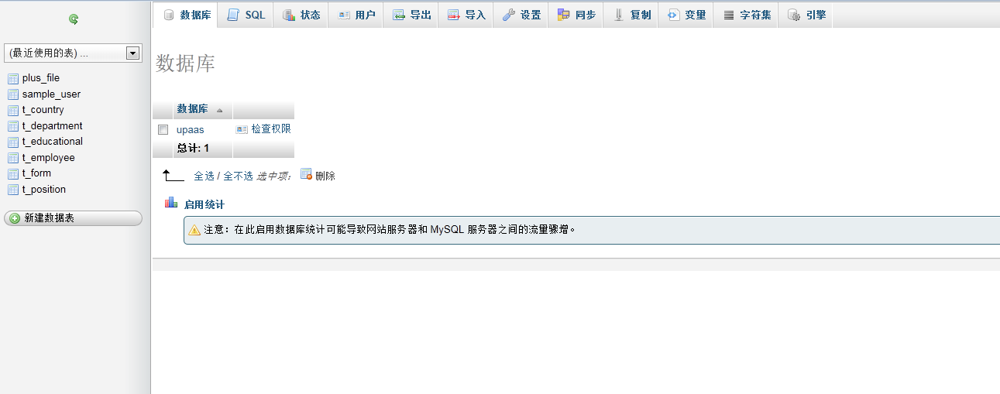 数据库 SQL 状态 用户 导出 导入 设置 同步 复制 变量 字符集 引擎
(最近使用的表) ...
plus_file
sample_user
t_country
t_department
t_educational
t_employee
t_form
t_position
新建数据表
数据库
数据库
upaas 检查权限
总计: 1
全选 / 全不选 选中项: 删除
启用统计
注意：在此启用数据库统计可能导致网站服务器和 MySQL 服务器之间的流量骤增。